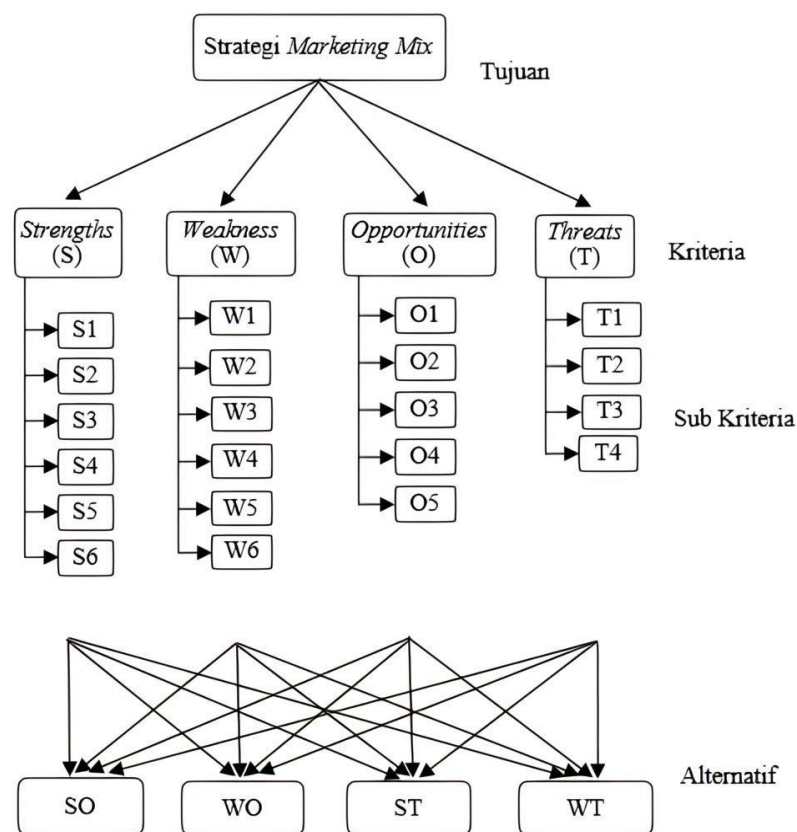 Strategi Marketing Mix
Tujuan
Strengths
(S)
Weakness
(W)
Opportunities
(O)
Threats
(T)
Kriteria
S1
S2
S3
S4
S5
S6
W1
W2
W3
W4
W5
W6
O1
O2
O3
O4
O5
T1
T2
T3
T4
Sub Kriteria
SO
WO
ST
WT
Alternatif